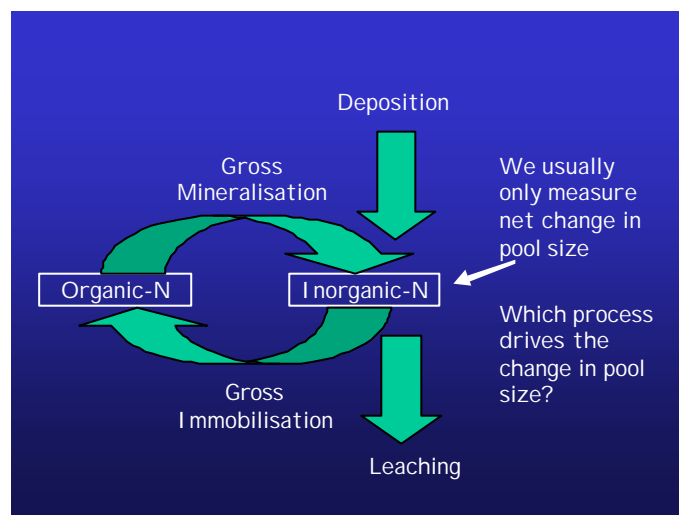 Deposition
Gross
Mineralisation
We usually
only measure
net change in
pool size
Organic-N
Inorganic-N
Which process
drives the
change in pool
size?
Gross
Immobilisation
Leaching